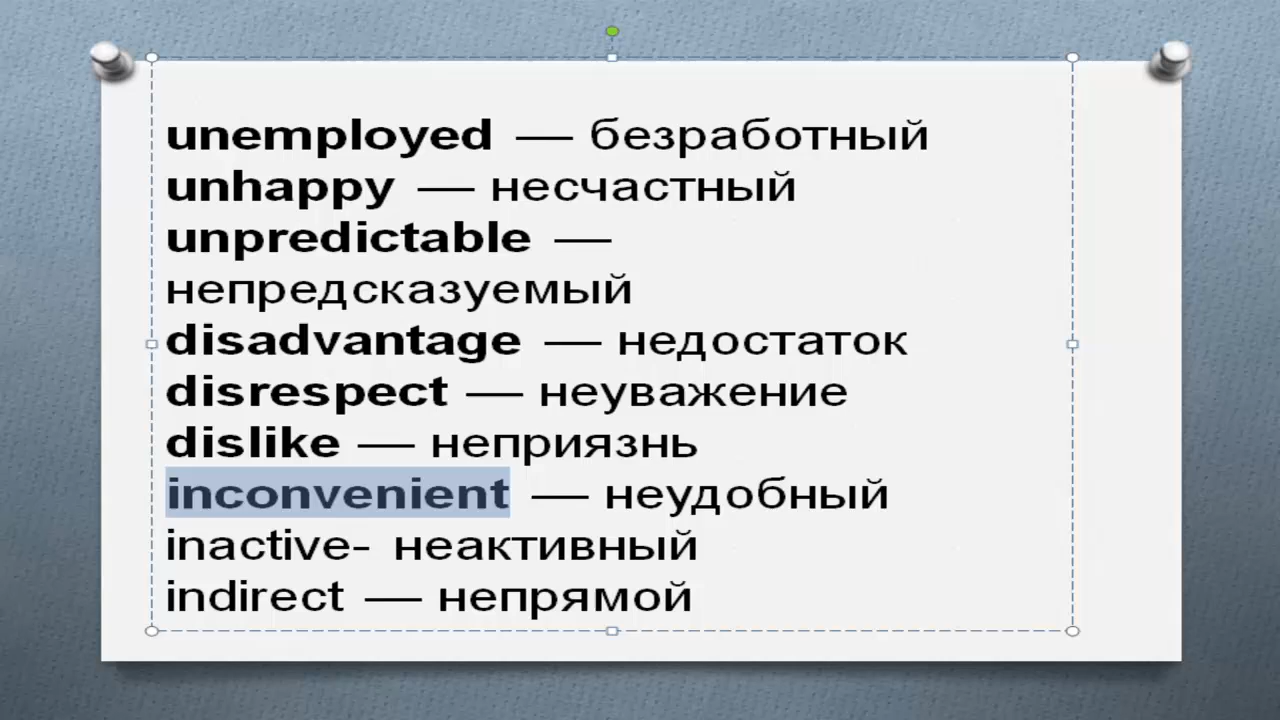 unemployed — безработный
unhappy — несчастный
unpredictable —
непредсказуемый
disadvantage — недостаток
disrespect — неуважение
dislike — неприязнь
inconvenient — неудобный
inactive- неактивный
indirect — непрямой